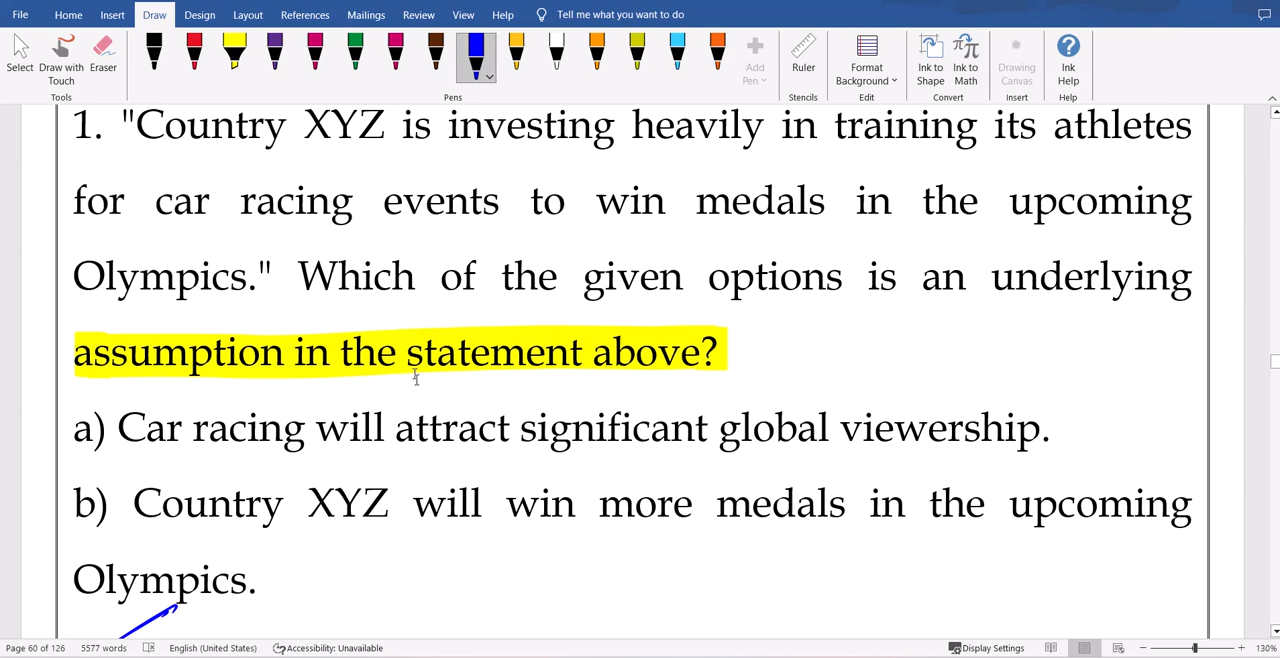 File Home Insert Draw Design Layout References Mailings Review View Help Tell me what you want to do
Select Draw with Touch Eraser Add Pen Ruler Format Background Ink to Shape Ink to Math Drawing Canvas Ink Help
Tools Pens Stencils Edit Convert Insert Help
1. "Country XYZ is investing heavily in training its athletes
for car racing events to win medals in the upcoming
Olympics." Which of the given options is an underlying
assumption in the statement above?
a) Car racing will attract significant global viewership.
b) Country XYZ will win more medals in the upcoming
Olympics.
Page 60 of 126 5577 words English (United States) Accessibility: Unavailable Display Settings 130%